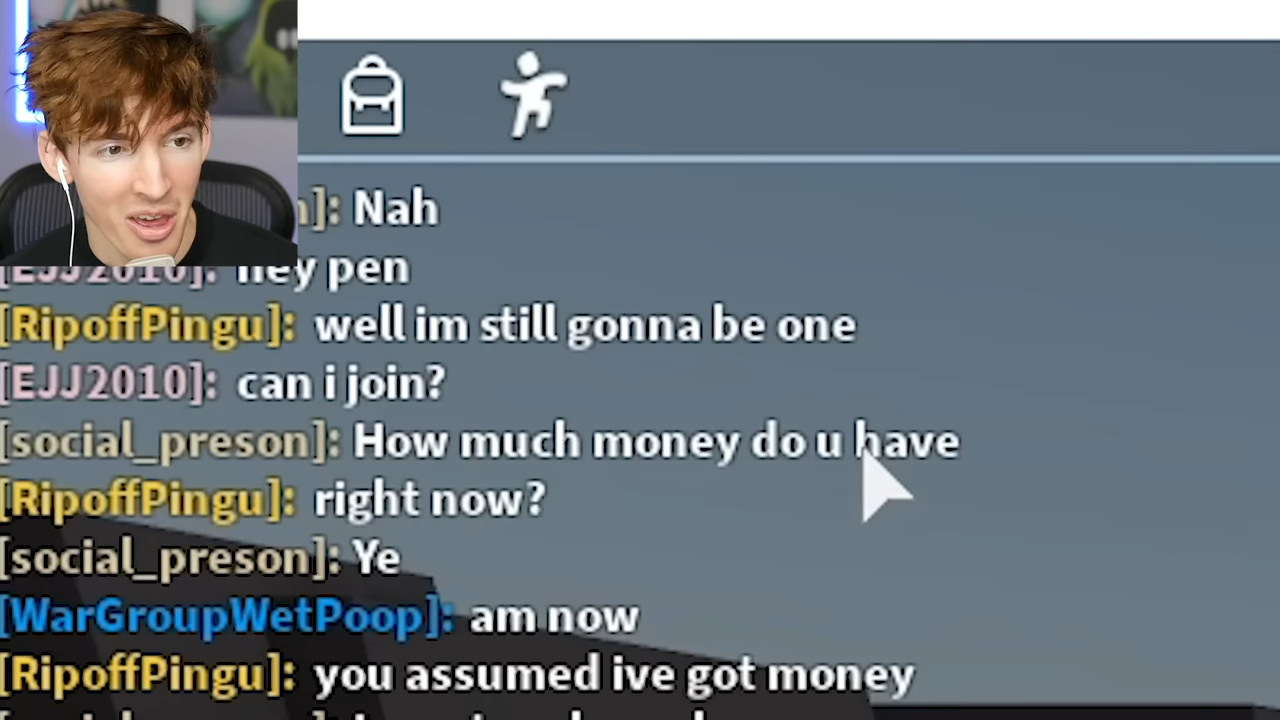 ]: Nah
[EJJ2010]: hey pen
[RipoffPingu]: well im still gonna be one
[EJJ2010]: can i join?
[social_preson]: How much money do u have
[RipoffPingu]: right now?
[social_preson]: Ye
[WarGroupWetPoop]: am now
[RipoffPingu]: you assumed ive got money